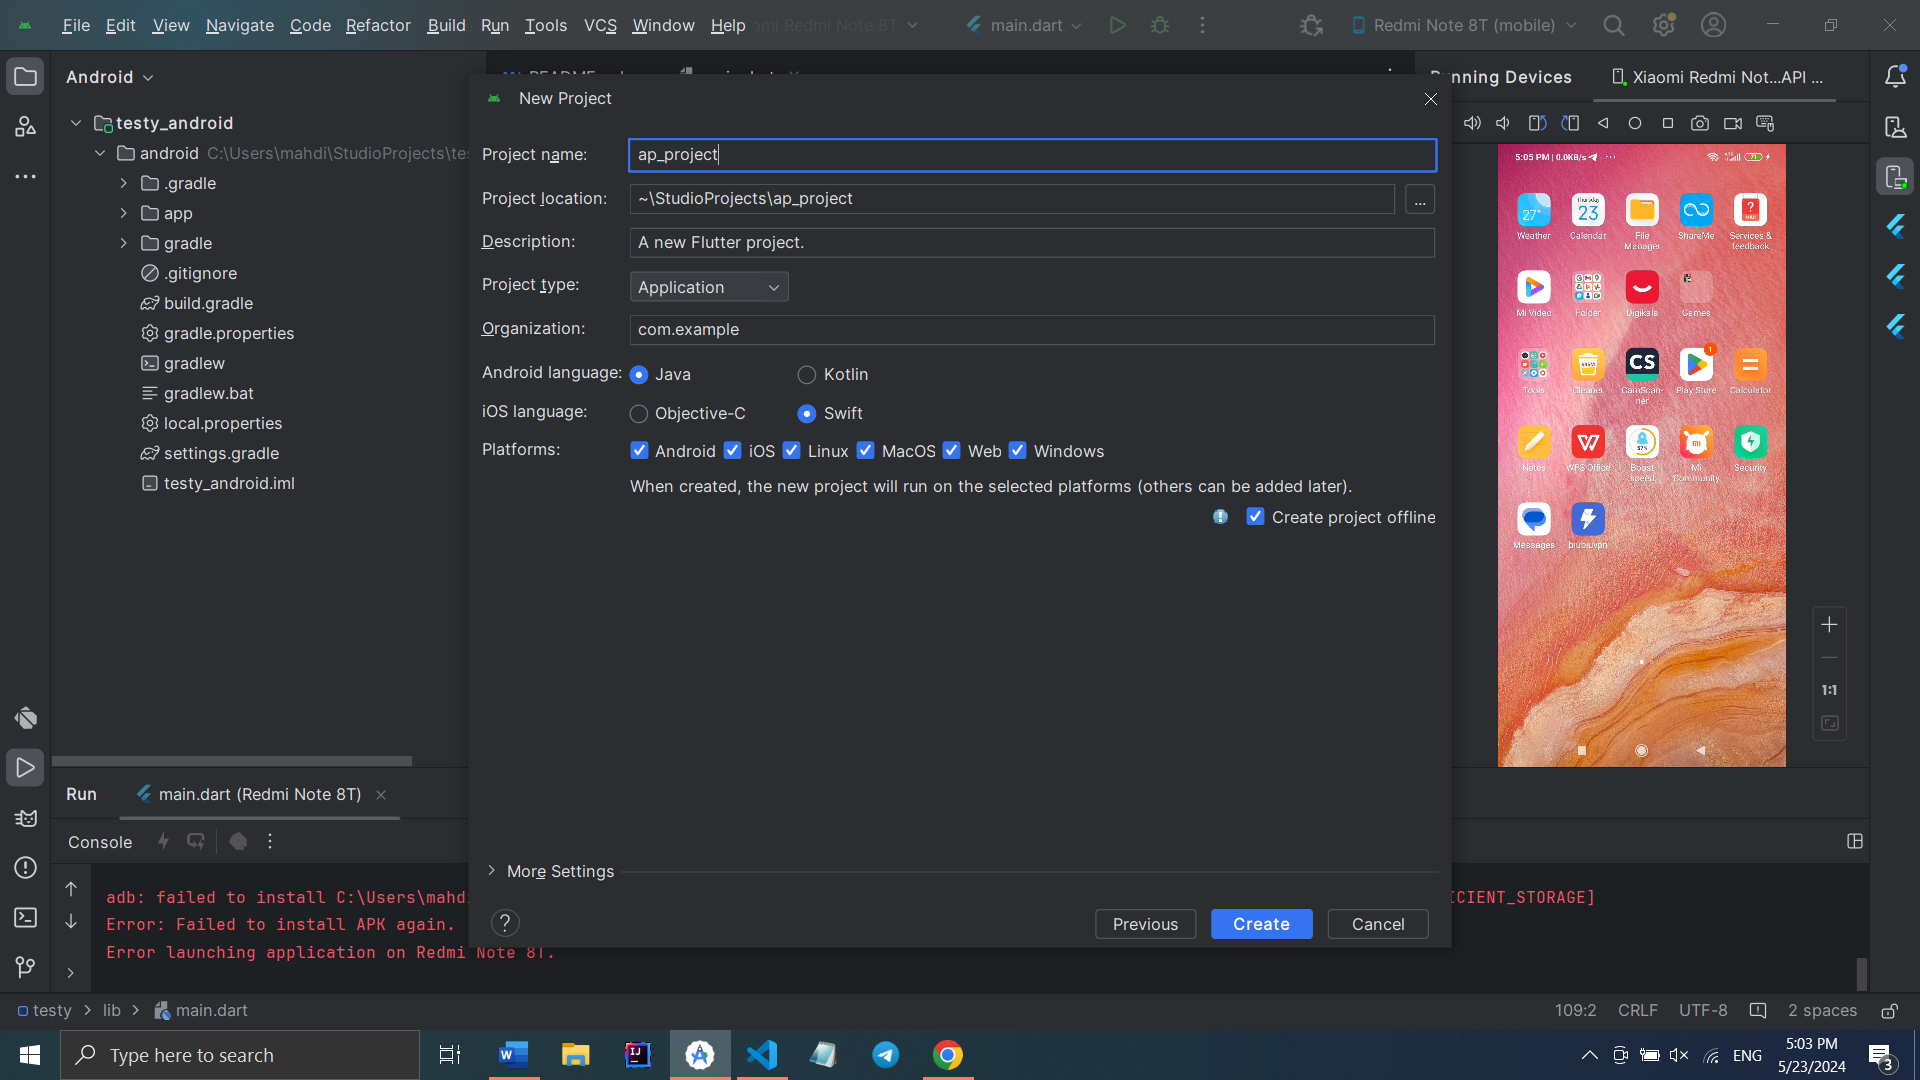 File Edit View Navigate Code Refactor Build Run Tools VCS Window Help
main.dart
Redmi Note 8T (mobile)
Android
Running Devices
Xiaomi Redmi Not...API ...
New Project
testy_android
android C:\Users\mahdi\StudioProjects\tes
.gradle
app
gradle
.gitignore
build.gradle
gradle.properties
gradlew
gradlew.bat
local.properties
settings.gradle
testy_android.iml
Project name:
ap_project
Project location:
~\StudioProjects\ap_project
...
Description:
A new Flutter project.
Project type:
Application
Organization:
com.example
Android language:
Java
Kotlin
iOS language:
Objective-C
Swift
Platforms:
Android
iOS
Linux
MacOS
Web
Windows
When created, the new project will run on the selected platforms (others can be added later).
Create project offline
More Settings
?
Previous
Create
Cancel
5:05 PM | 0.0KB/s
27°
Thursday
23
Weather
Calendar
File Manager
ShareMe
Services & feedback
Mi Video
Folder
Digikala
Games
Tools
Cleaner
CS
CamScanner
Play Store
1
Calculator
Notes
WPS Office
Boost speed
Mi Community
Security
Messages
biubiuvpn
1:1
Run
main.dart (Redmi Note 8T)
Console
adb: failed to install C:\Users\mahdi
ICIENT_STORAGE]
Error: Failed to install APK again.
Error launching application on Redmi Note 8T.
testy > lib > main.dart
109:2 CRLF UTF-8 2 spaces
Type here to search
ENG
5:03 PM
5/23/2024
3